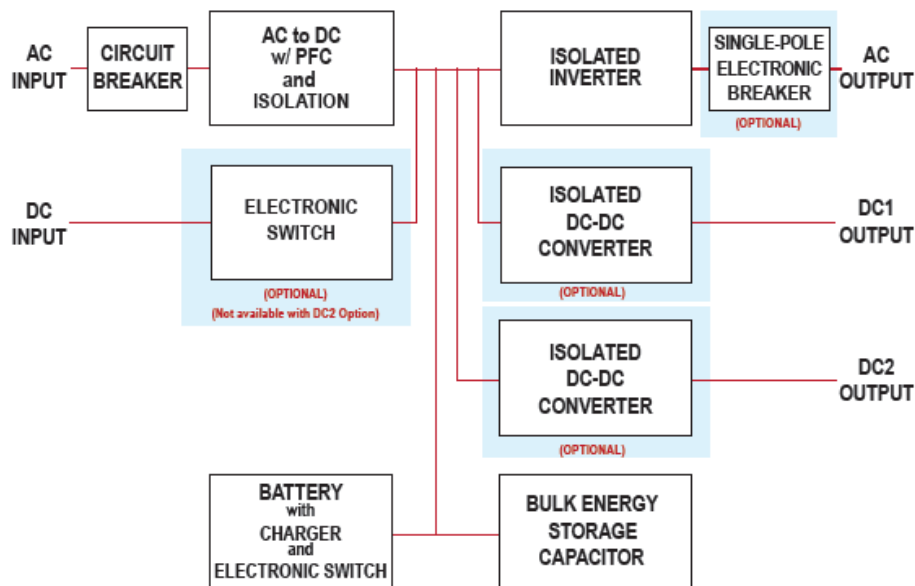 AC
INPUT
CIRCUIT
BREAKER
AC to DC
w/ PFC
and
ISOLATION
ISOLATED
INVERTER
SINGLE-POLE
ELECTRONIC
BREAKER
(OPTIONAL)
AC
OUTPUT
DC
INPUT
ELECTRONIC
SWITCH
(OPTIONAL)
(Not available with DC2 Option)
ISOLATED
DC-DC
CONVERTER
(OPTIONAL)
DC1
OUTPUT
ISOLATED
DC-DC
CONVERTER
(OPTIONAL)
DC2
OUTPUT
BATTERY
with
CHARGER
and
ELECTRONIC SWITCH
BULK ENERGY
STORAGE
CAPACITOR